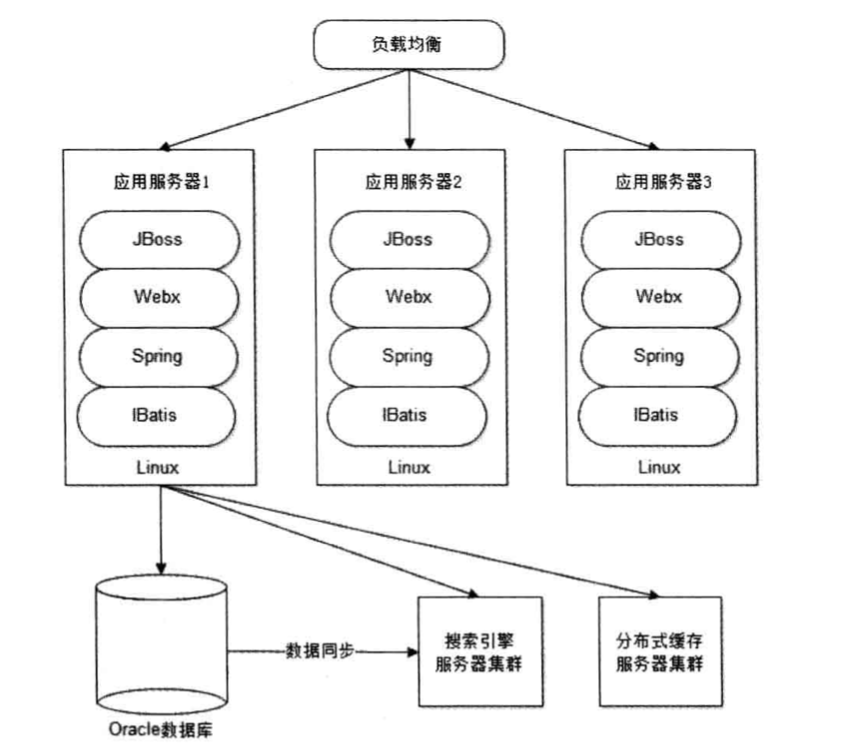 负载均衡
应用服务器1
应用服务器2
应用服务器3
JBoss
JBoss
JBoss
Webx
Webx
Webx
Spring
Spring
Spring
IBatis
IBatis
IBatis
Linux
Linux
Linux
数据同步
搜索引擎
服务器集群
分布式缓存
服务器集群
Oracle数据库